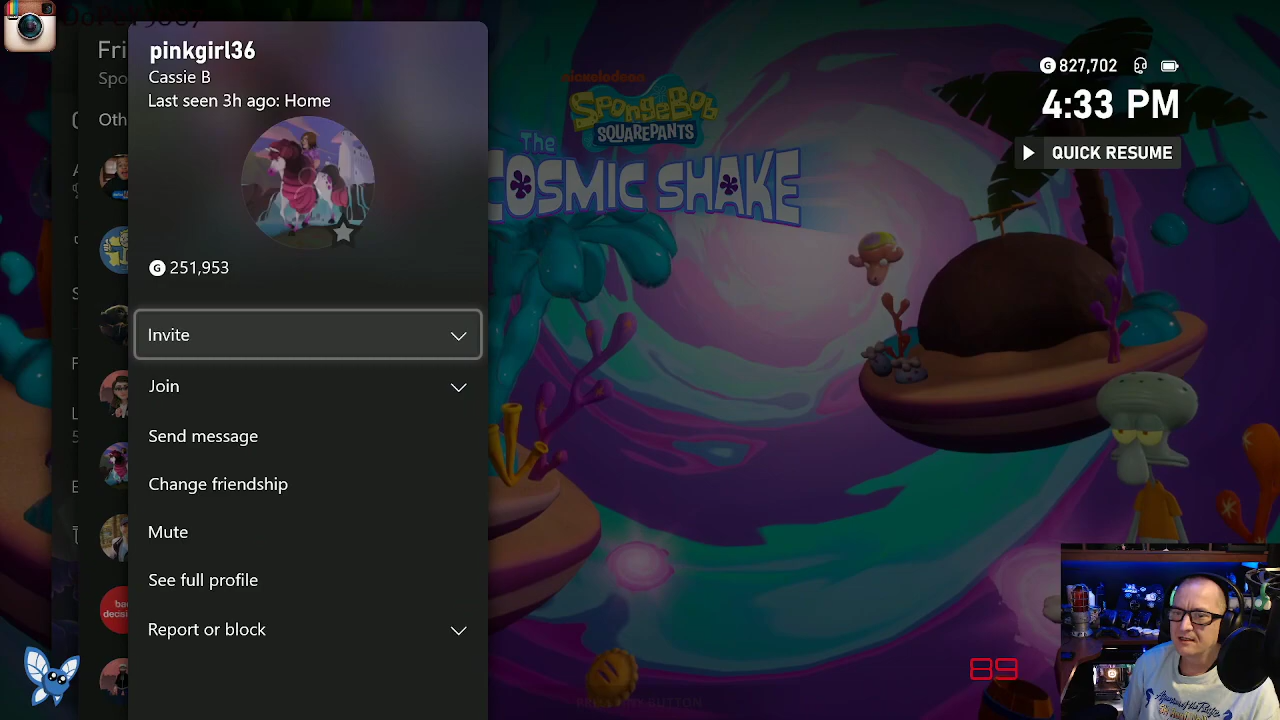 pinkgirl36
Cassie B
Last seen 3h ago: Home
251,953
Invite
Join
Send message
Change friendship
Mute
See full profile
Report or block
Fri
Spo
Oth
nickelodeon
SpongeBob
SQUAREPANTS
The
COSMIC SHAKE
827,702
4:33 PM
QUICK RESUME
89